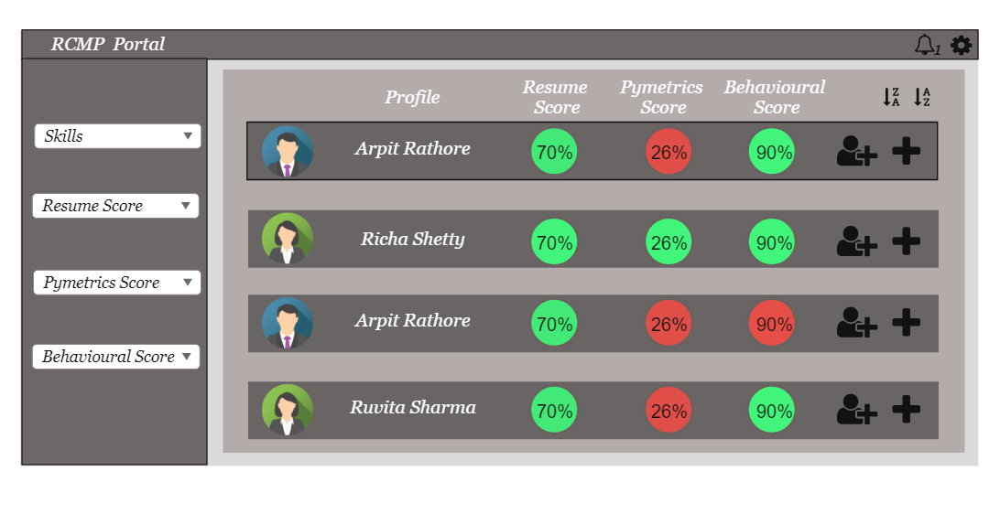 RCMP Portal
1
Skills
Resume Score
Pymetrics Score
Behavioural Score
Profile
Resume
Score
Pymetrics
Score
Behavioural
Score
Z
A
A
Z
Arpit Rathore 70% 26% 90%
Richa Shetty 70% 26% 90%
Arpit Rathore 70% 26% 90%
Ruvita Sharma 70% 26% 90%